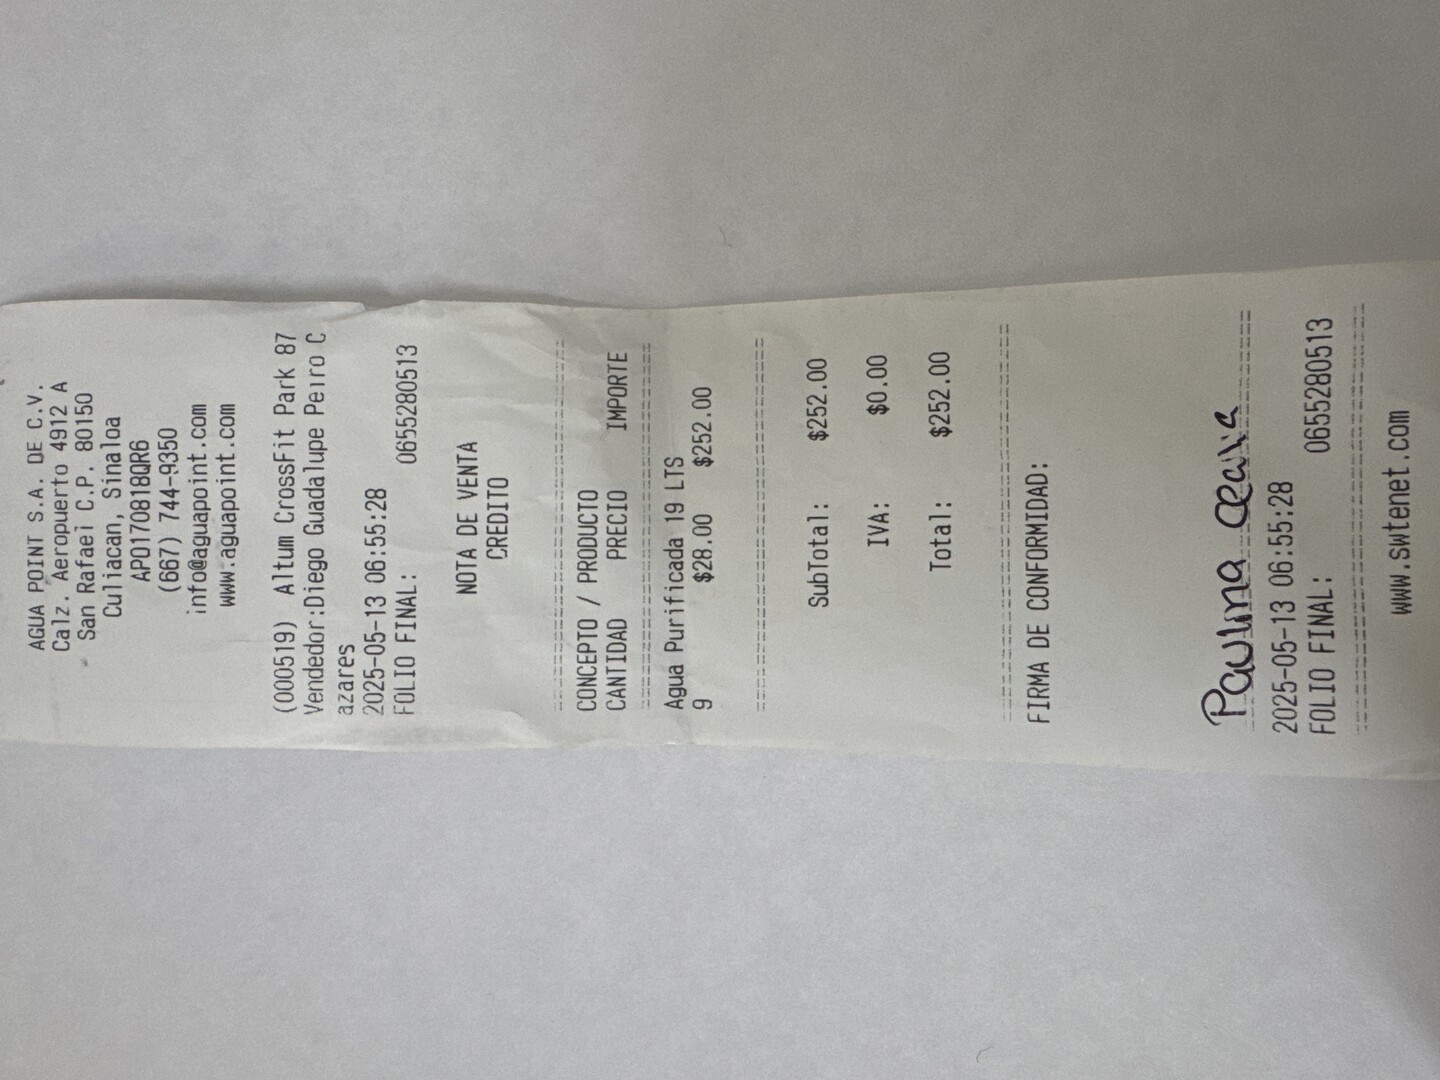 AGUA POINT S.A. DE C.V.
Calz. Aeropuerto 4912 A
San Rafael C.P. 80150
Culiacan, Sinaloa
APO170818QR6
(667) 744-9350
info@aguapoint.com
www.aguapoint.com
(000519) Altum CrossFit Park 87
Vendedor:Diego Guadalupe Peiro C
azares
2025-05-13 06:55:28
FOLIO FINAL: 0655280513
NOTA DE VENTA
CREDITO
CONCEPTO / PRODUCTO
CANTIDAD PRECIO IMPORTE
Agua Purificada 19 LTS
9 $28.00 $252.00
SubTotal: $252.00
IVA: $0.00
Total: $252.00
FIRMA DE CONFORMIDAD:
Paulina
2025-05-13 06:55:28
FOLIO FINAL: 0655280513
www.swtenet.com